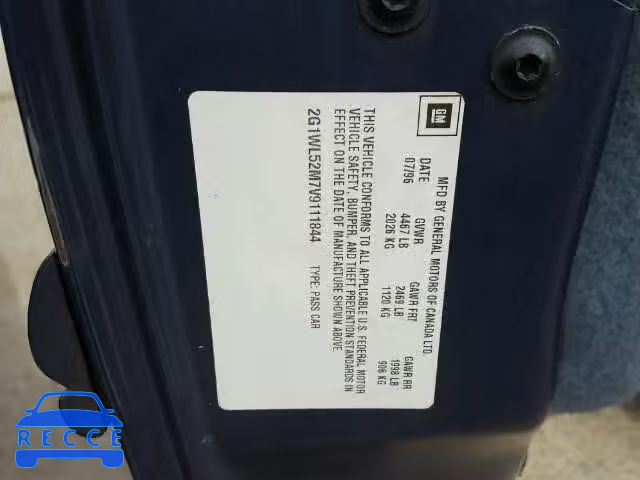 GM
MFD BY GENERAL MOTORS OF CANADA LTD.
DATE GVWR GAWR FRT GAWR RR
07/96 4467 LB 2469 LB 1998 LB
2026 KG 1120 KG 906 KG
THIS VEHICLE CONFORMS TO ALL APPLICABLE U.S. FEDERAL MOTOR
VEHICLE SAFETY, BUMPER, AND THEFT PREVENTION STANDARDS IN
EFFECT ON THE DATE OF MANUFACTURE SHOWN ABOVE.
2G1WL52M7V9111844 TYPE: PASS CAR
RECCE